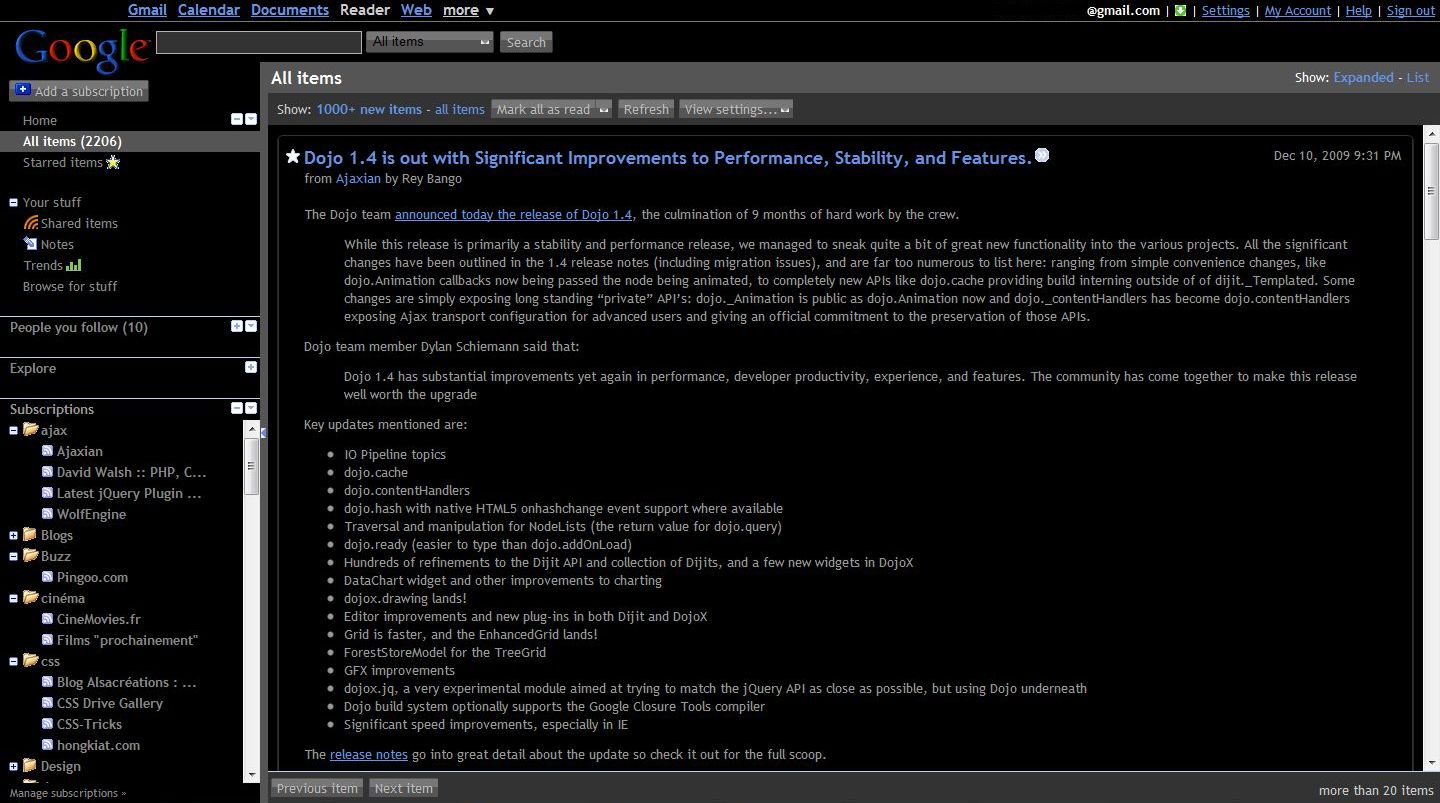 Gmail Calendar Documents Reader Web more ▼
@gmail.com | | Settings | My Account | Help | Sign out
Google
All items
Search
Add a subscription
Home
All items (2206)
Starred items
Your stuff
Shared items
Notes
Trends
Browse for stuff
People you follow (10)
Explore
Subscriptions
ajax
Ajaxian
David Walsh :: PHP, C...
Latest jQuery Plugin ...
WolfEngine
Blogs
Buzz
Pingoo.com
cinéma
CineMovies.fr
Films "prochainement"
css
Blog Alsacréations : ...
CSS Drive Gallery
CSS-Tricks
hongkiat.com
Design
Manage subscriptions »
All items
Show: Expanded - List
Show: 1000+ new items - all items
Mark all as read
Refresh
View settings...
Dojo 1.4 is out with Significant Improvements to Performance, Stability, and Features.
Dec 10, 2009 9:31 PM
from Ajaxian by Rey Bango
The Dojo team announced today the release of Dojo 1.4, the culmination of 9 months of hard work by the crew.
While this release is primarily a stability and performance release, we managed to sneak quite a bit of great new functionality into the various projects. All the significant
changes have been outlined in the 1.4 release notes (including migration issues), and are far too numerous to list here: ranging from simple convenience changes, like
dojo.Animation callbacks now being passed the node being animated, to completely new APIs like dojo.cache providing build interning outside of of dijit._Templated. Some
changes are simply exposing long standing “private” API’s: dojo._Animation is public as dojo.Animation now and dojo._contentHandlers has become dojo.contentHandlers
exposing Ajax transport configuration for advanced users and giving an official commitment to the preservation of those APIs.
Dojo team member Dylan Schiemann said that:
Dojo 1.4 has substantial improvements yet again in performance, developer productivity, experience, and features. The community has come together to make this release
well worth the upgrade
Key updates mentioned are:
• IO Pipeline topics
• dojo.cache
• dojo.contentHandlers
• dojo.hash with native HTML5 onhashchange event support where available
• Traversal and manipulation for NodeLists (the return value for dojo.query)
• dojo.ready (easier to type than dojo.addOnLoad)
• Hundreds of refinements to the Dijit API and collection of Dijits, and a few new widgets in DojoX
• DataChart widget and other improvements to charting
• dojox.drawing lands!
• Editor improvements and new plug-ins in both Dijit and DojoX
• Grid is faster, and the EnhancedGrid lands!
• ForestStoreModel for the TreeGrid
• GFX improvements
• dojox.jq, a very experimental module aimed at trying to match the jQuery API as close as possible, but using Dojo underneath
• Dojo build system optionally supports the Google Closure Tools compiler
• Significant speed improvements, especially in IE
The release notes go into great detail about the update so check it out for the full scoop.
Previous item
Next item
more than 20 items